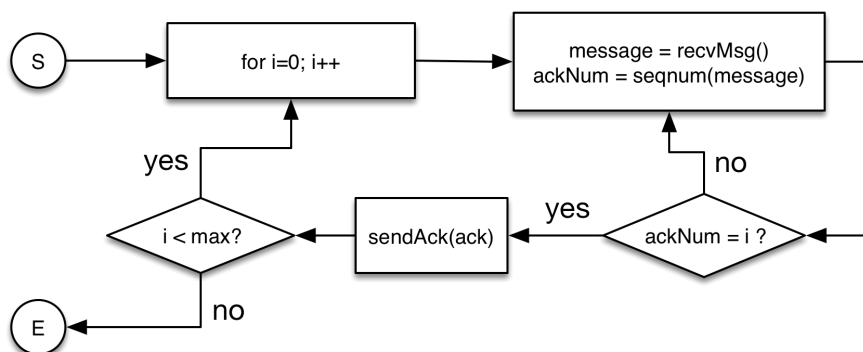 S
for i=0; i++
message = recvMsg()
ackNum = seqnum(message)
yes
no
i < max?
sendAck(ack)
yes
ackNum = i ?
no
E